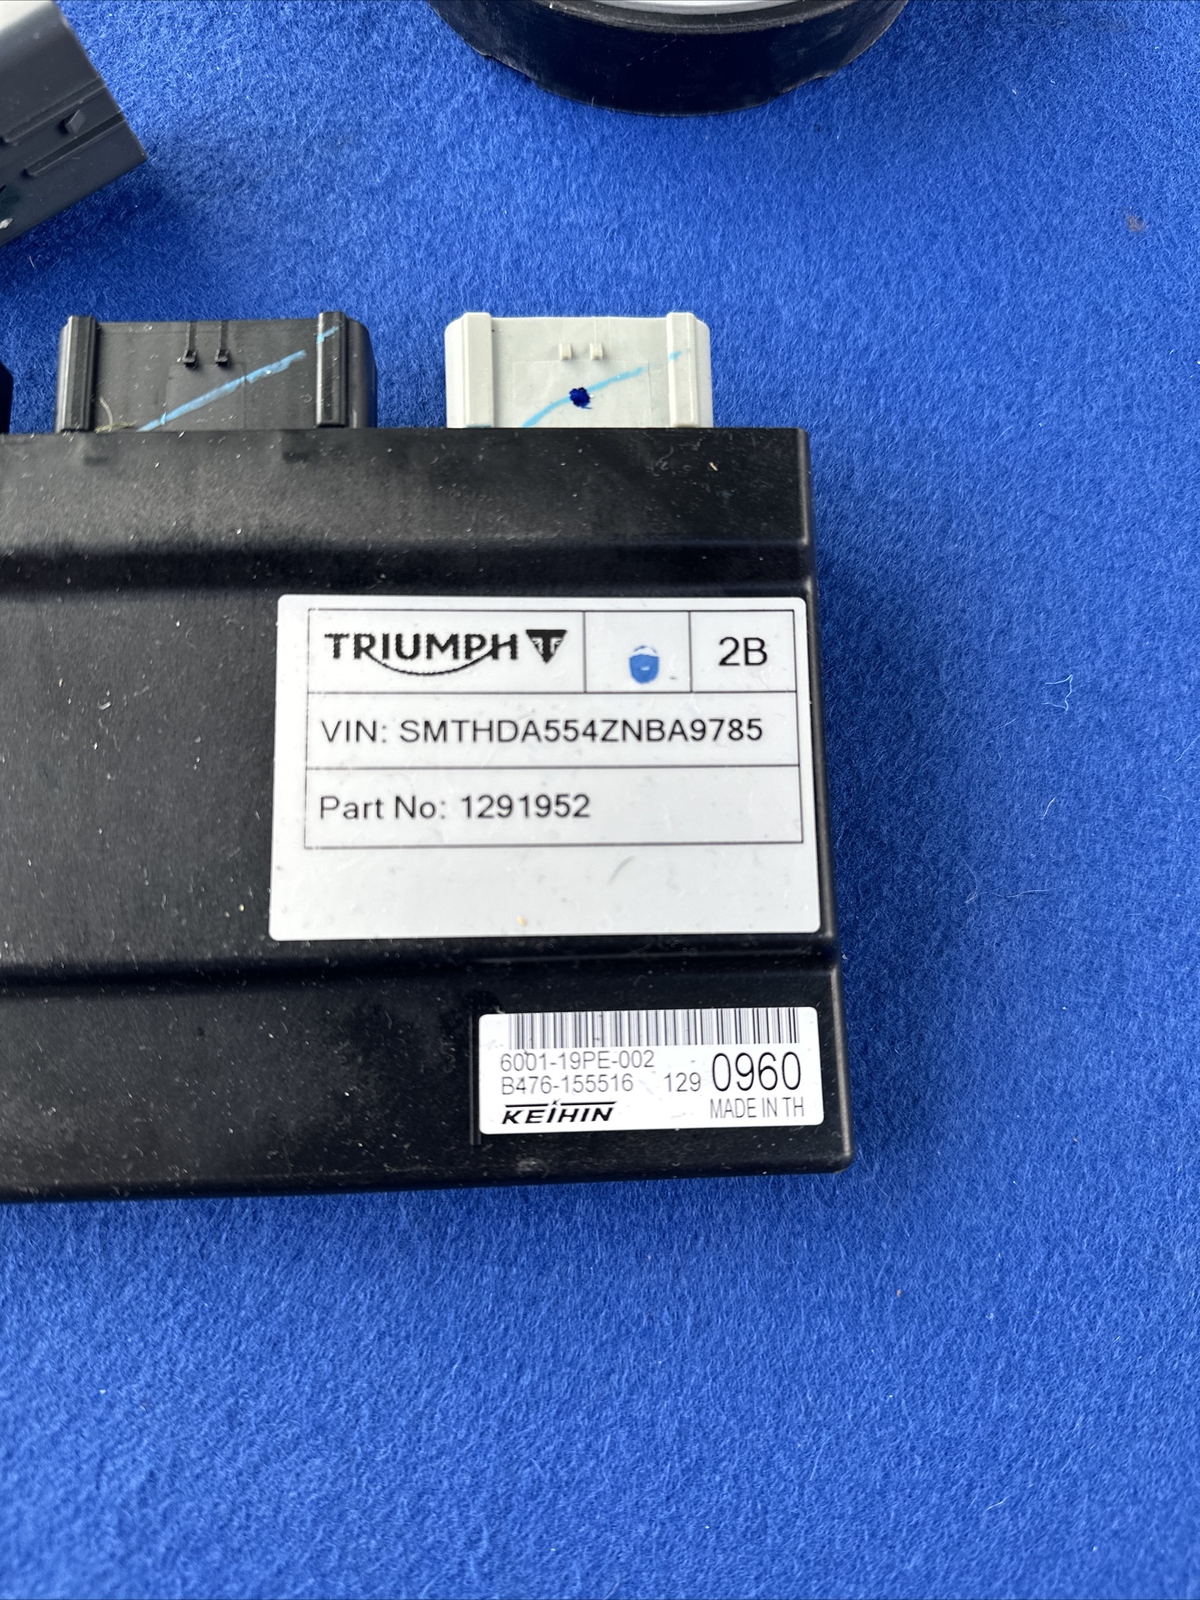 TRIUMPH
2B
VIN: SMTHDA554ZNBA9785
Part No: 1291952
6001-19PE-002
B476-155516 129 0960
KEIHIN MADE IN TH